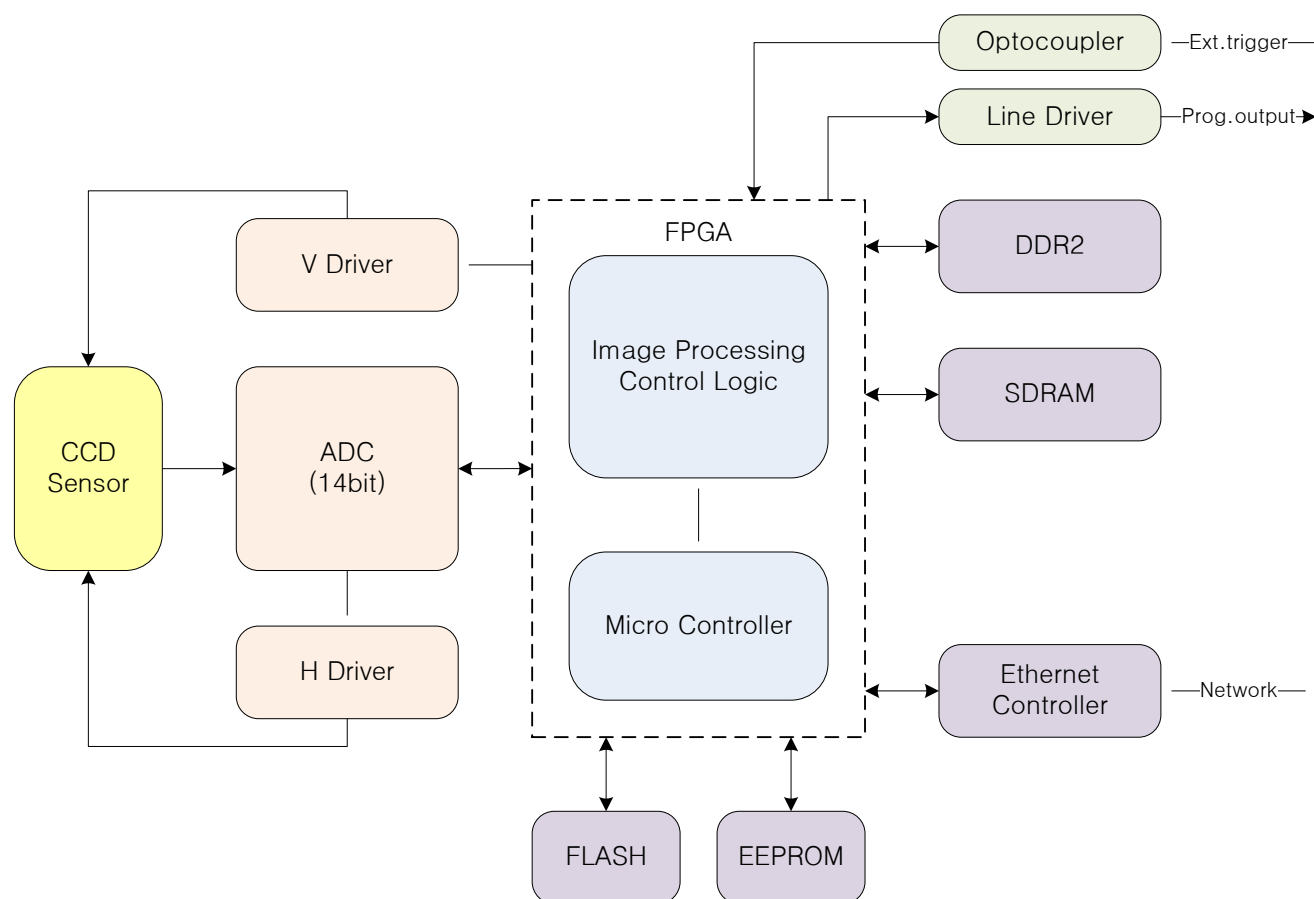 Optocoupler
Ext.trigger
Line Driver
Prog.output
FPGA
V Driver
DDR2
Image Processing
Control Logic
SDRAM
CCD
Sensor
ADC
(14bit)
Micro Controller
H Driver
Ethernet
Controller
Network
FLASH
EEPROM